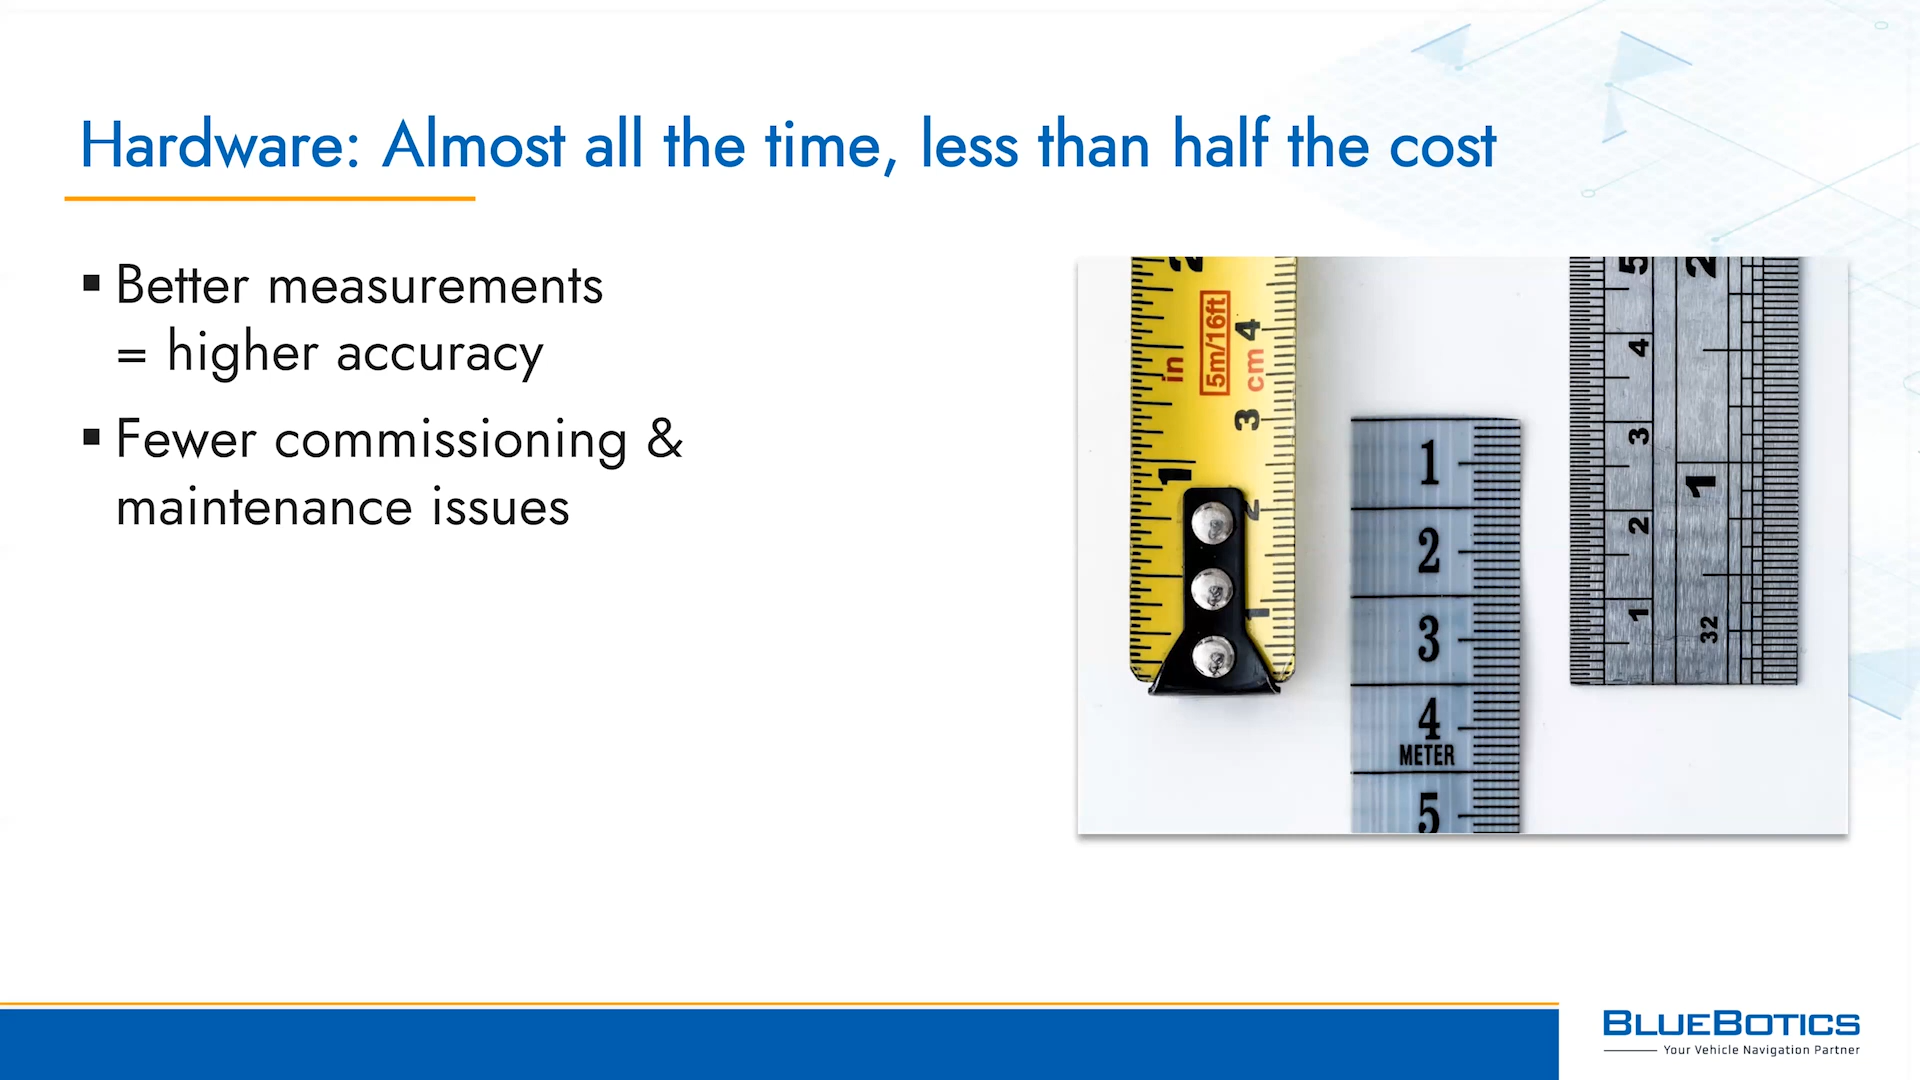 Hardware: Almost all the time, less than half the cost
▪ Better measurements
= higher accuracy
▪ Fewer commissioning &
maintenance issues
2
in
5m/16ft
cm
4
3
1
2
1
1
2
3
4
METER
5
5
2
4
3
1
2
1
32
BLUEBOTICS
Your Vehicle Navigation Partner